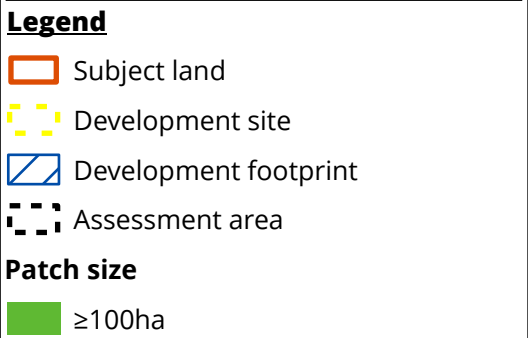 Legend
Subject land
Development site
Development footprint
Assessment area
Patch size
≥100ha